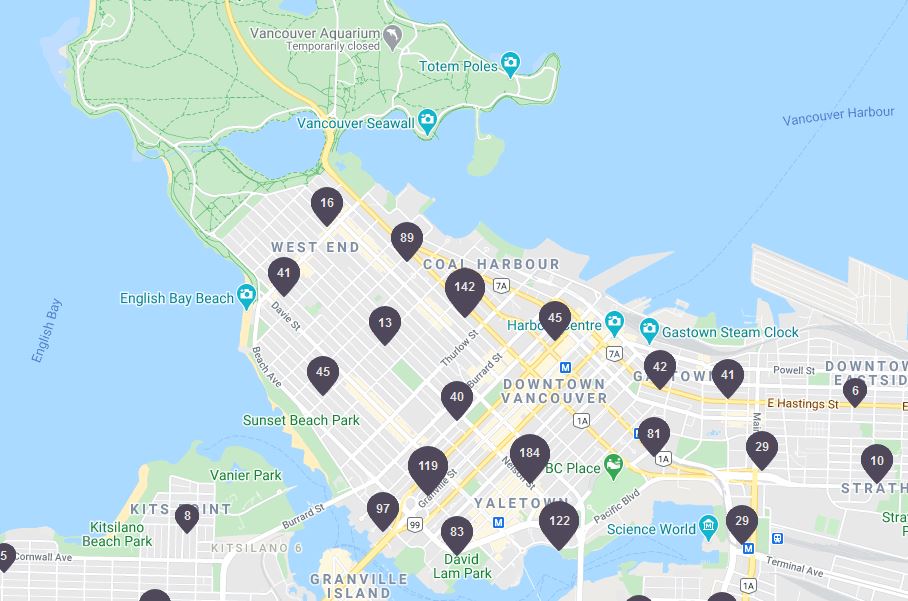 Vancouver Aquarium
Temporarily closed
Totem Poles
Vancouver Seawall
Vancouver Harbour
16
WEST END
89
COAL HARBOUR
41
142
7A
English Bay Beach
Davie St
13
45
Harbour Centre
Gastown Steam Clock
English Bay
Thurlow St
7A
Beach Ave
45
Burrard St
M
42
41
Powell St
DOWNTOWN
EASTSIDE
DOWNTOWN
VANCOUVER
40
6
E Hastings St
Sunset Beach Park
1A
Main
81
29
1A
119
184
Nelson St
BC Place
10
Vanier Park
Granville St
STRATH
KITS POINT
8
Burrard St
97
99
YALETOWN
M
122
Pacific Blvd
Science World
29
Kitsilano
Beach Park
83
KITSILANO 6
M
5
Cornwall Ave
David
Lam Park
Terminal Ave
GRANVILLE
ISLAND
1A